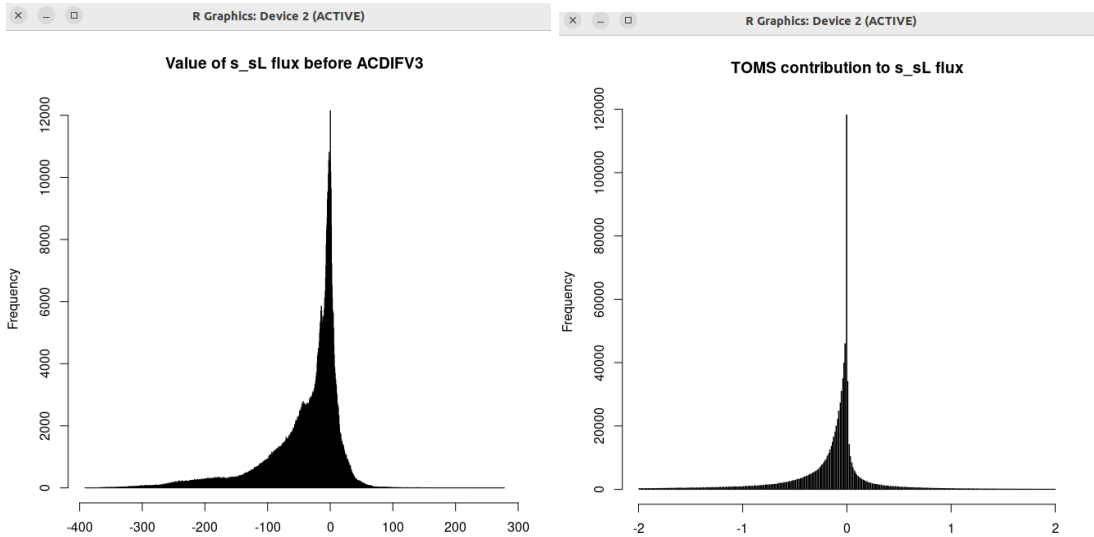 R Graphics: Device 2 (ACTIVE)
Value of s_sL flux before ACDIFV3
Frequency
12000
10000
8000
6000
4000
2000
0
-400 -300 -200 -100 0 100 200 300
R Graphics: Device 2 (ACTIVE)
TOMS contribution to s_sL flux
Frequency
120000
100000
80000
60000
40000
20000
0
-2 -1 0 1 2